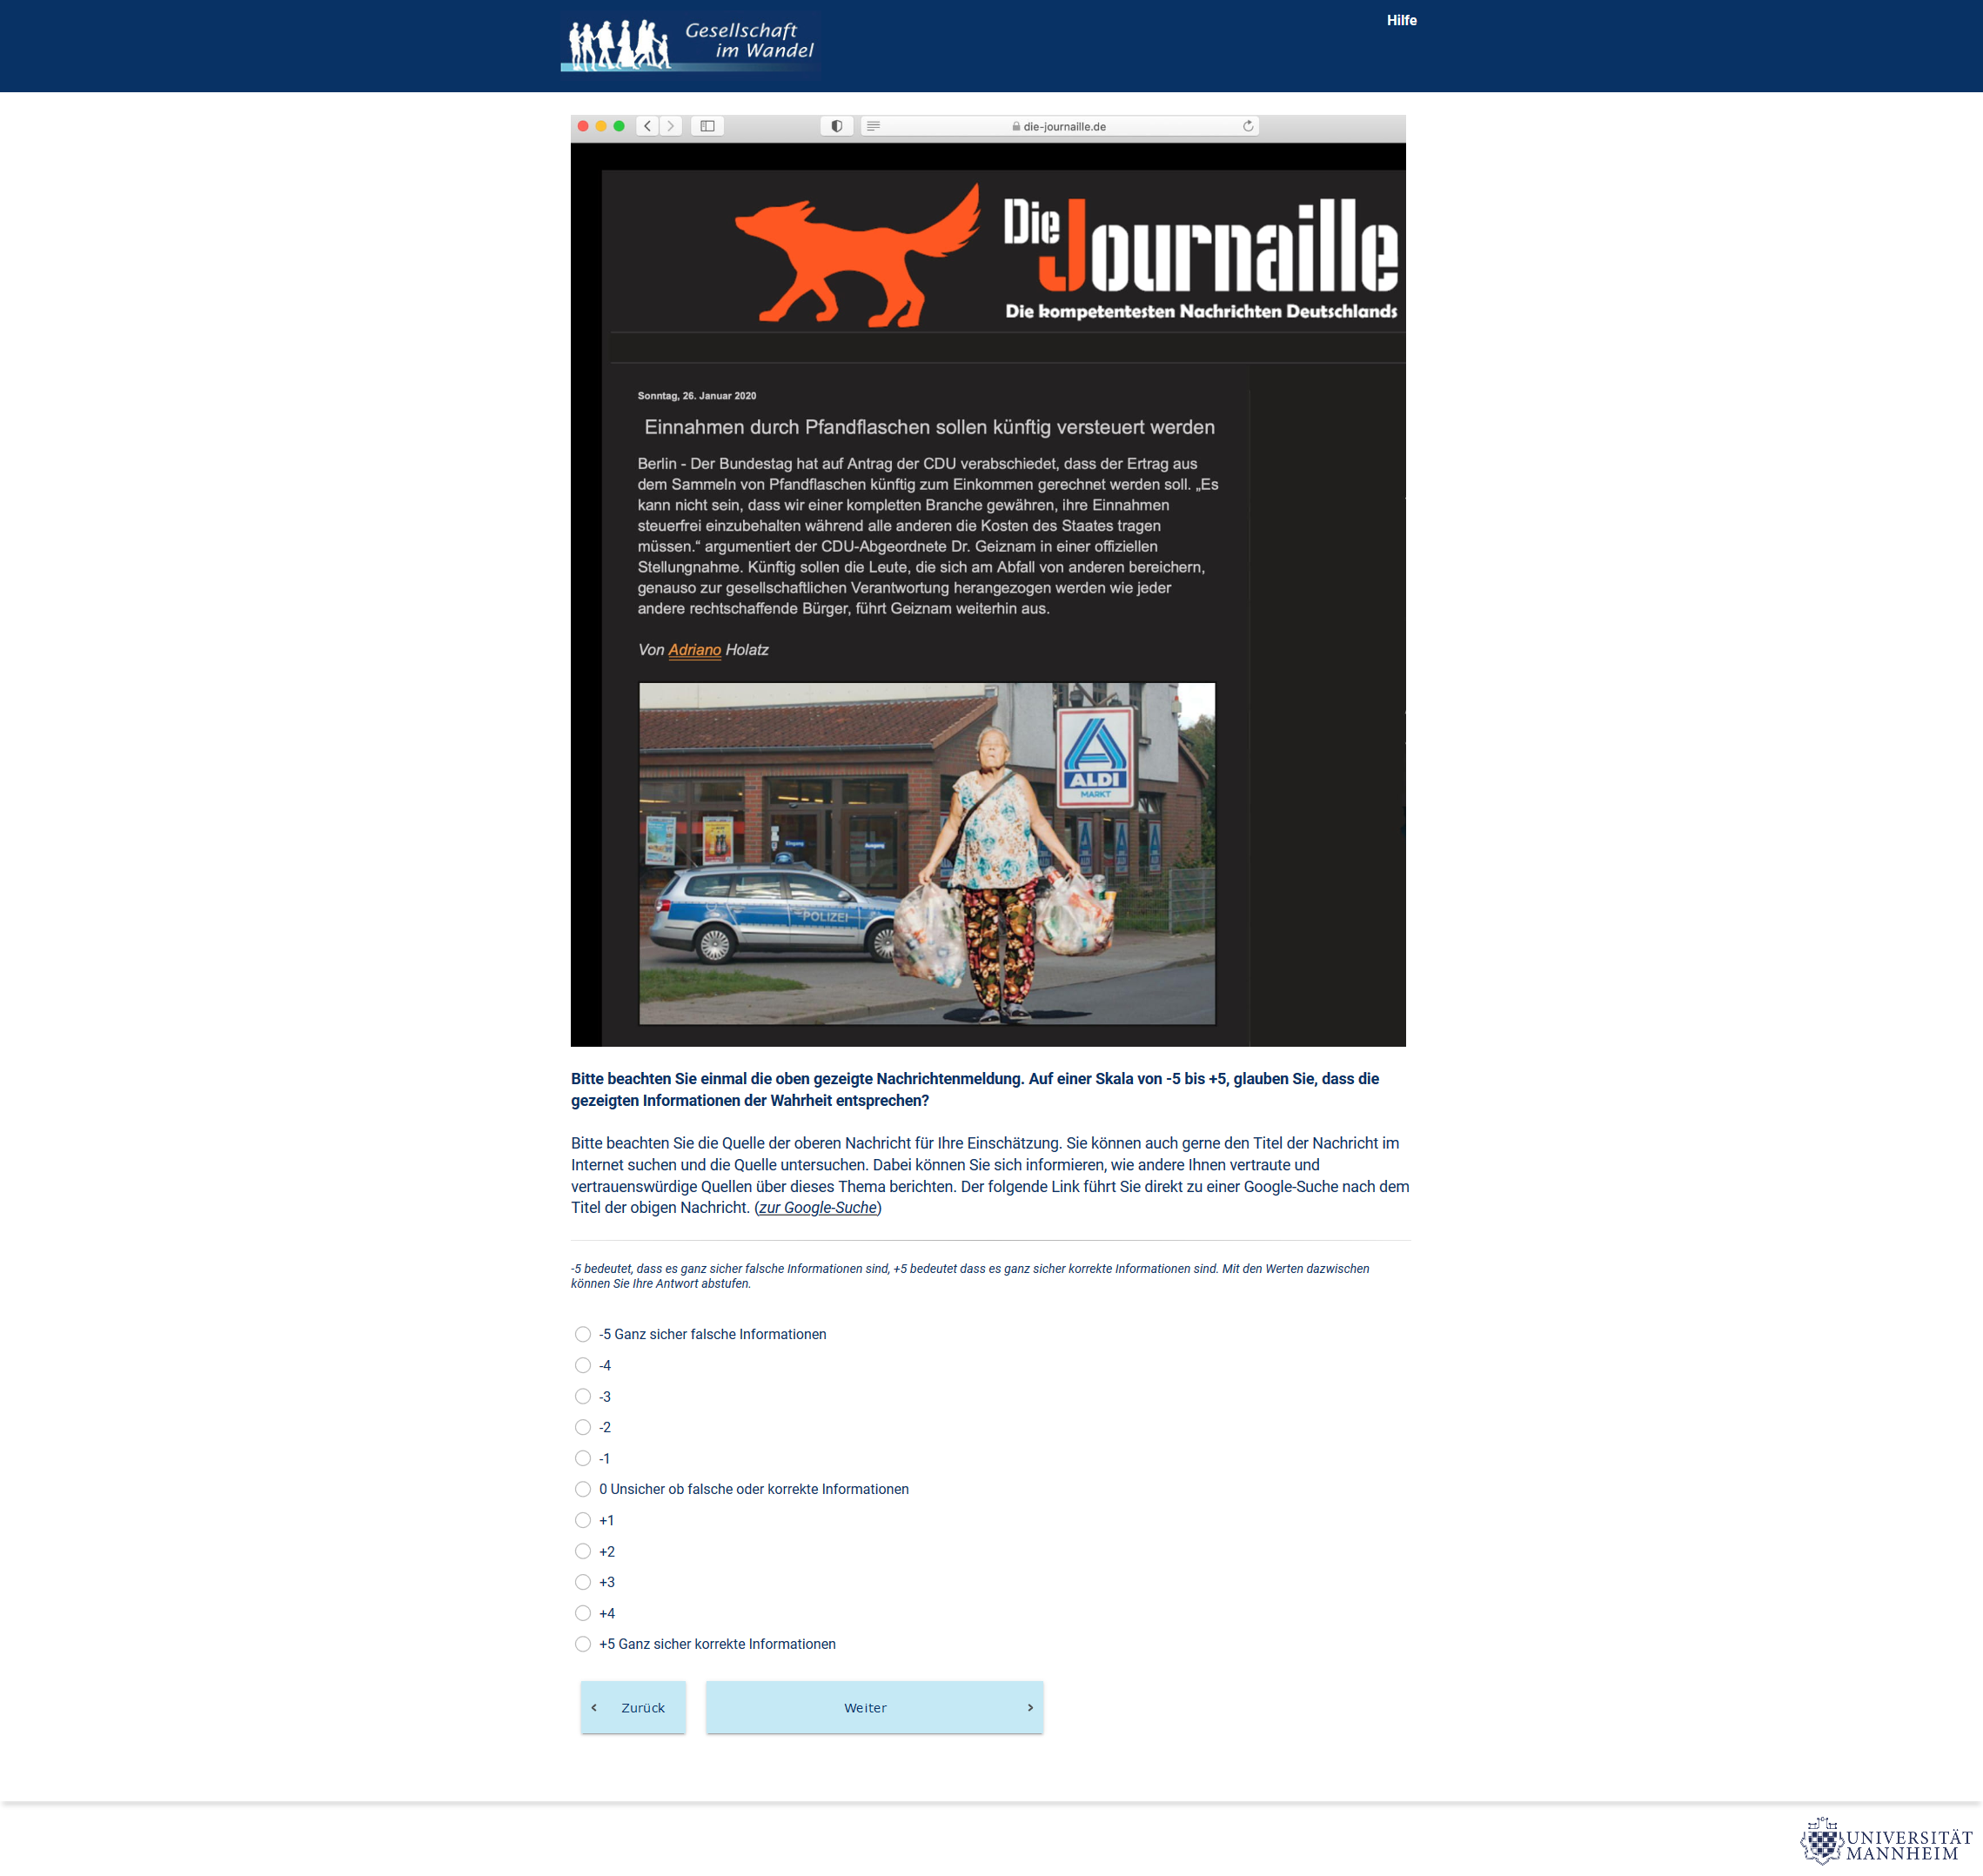 Gesellschaft
im Wandel
Hilfe
die-journaille.de
Die Journaille
Die kompetentesten Nachrichten Deutschlands
Sonntag, 26. Januar 2020
Einnahmen durch Pfandflaschen sollen künftig versteuert werden
Berlin - Der Bundestag hat auf Antrag der CDU verabschiedet, dass der Ertrag aus
dem Sammeln von Pfandflaschen künftig zum Einkommen gerechnet werden soll. „Es
kann nicht sein, dass wir einer kompletten Branche gewähren, ihre Einnahmen
steuerfrei einzubehalten während alle anderen die Kosten des Staates tragen
müssen.“ argumentiert der CDU-Abgeordnete Dr. Geiznam in einer offiziellen
Stellungnahme. Künftig sollen die Leute, die sich am Abfall von anderen bereichern,
genauso zur gesellschaftlichen Verantwortung herangezogen werden wie jeder
andere rechtschaffende Bürger, führt Geiznam weiterhin aus.
Von Adriano Holatz
ALDI
MARKT
Eingang
Ausgang
POLIZEI
Bitte beachten Sie einmal die oben gezeigte Nachrichtenmeldung. Auf einer Skala von -5 bis +5, glauben Sie, dass die
gezeigten Informationen der Wahrheit entsprechen?
Bitte beachten Sie die Quelle der oberen Nachricht für Ihre Einschätzung. Sie können auch gerne den Titel der Nachricht im
Internet suchen und die Quelle untersuchen. Dabei können Sie sich informieren, wie andere Ihnen vertraute und
vertrauenswürdige Quellen über dieses Thema berichten. Der folgende Link führt Sie direkt zu einer Google-Suche nach dem
Titel der obigen Nachricht. (zur Google-Suche)
-5 bedeutet, dass es ganz sicher falsche Informationen sind, +5 bedeutet dass es ganz sicher korrekte Informationen sind. Mit den Werten dazwischen
können Sie Ihre Antwort abstufen.
-5 Ganz sicher falsche Informationen
-4
-3
-2
-1
0 Unsicher ob falsche oder korrekte Informationen
+1
+2
+3
+4
+5 Ganz sicher korrekte Informationen
Zurück
Weiter
UNIVERSITÄT
MANNHEIM